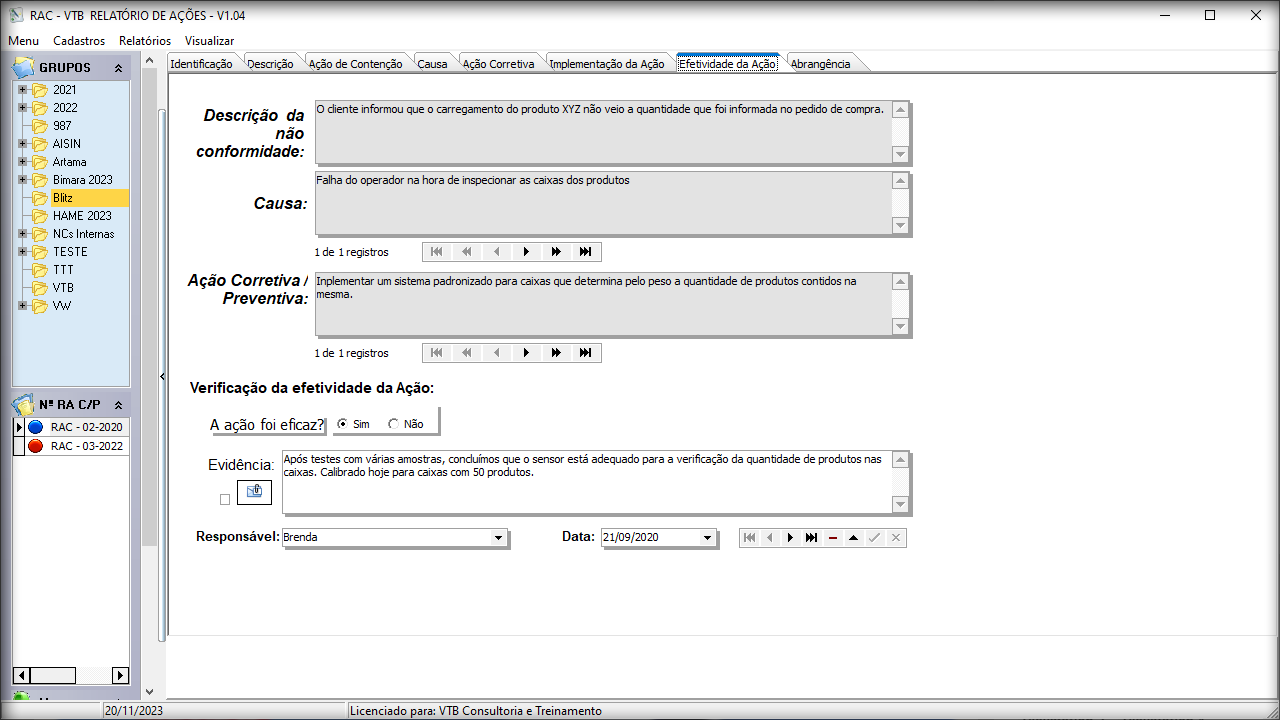 RAC - VTB RELATÓRIO DE AÇÕES - V1.04
Menu Cadastros Relatórios Visualizar
GRUPOS
2021
2022
987
AISIN
Artama
Bimara 2023
Blitz
HAME 2023
NCs Internas
TESTE
TTT
VTB
VW
Nº RA C/P
RAC - 02-2020
RAC - 03-2022
Identificação Descrição Ação de Contenção Causa Ação Corretiva Implementação da Ação Efetividade da Ação Abrangência
Descrição da
não
conformidade:
O cliente informou que o carregamento do produto XYZ não veio a quantidade que foi informada no pedido de compra.
Causa:
Falha do operador na hora de inspecionar as caixas dos produtos
1 de 1 registros
Ação Corretiva /
Preventiva:
Inplementar um sistema padronizado para caixas que determina pelo peso a quantidade de produtos contidos na
mesma.
1 de 1 registros
Verificação da efetividade da Ação:
A ação foi eficaz? Sim Não
Evidência:
Após testes com várias amostras, concluímos que o sensor está adequado para a verificação da quantidade de produtos nas
caixas. Calibrado hoje para caixas com 50 produtos.
Responsável: Brenda Data: 21/09/2020
20/11/2023 Licenciado para: VTB Consultoria e Treinamento